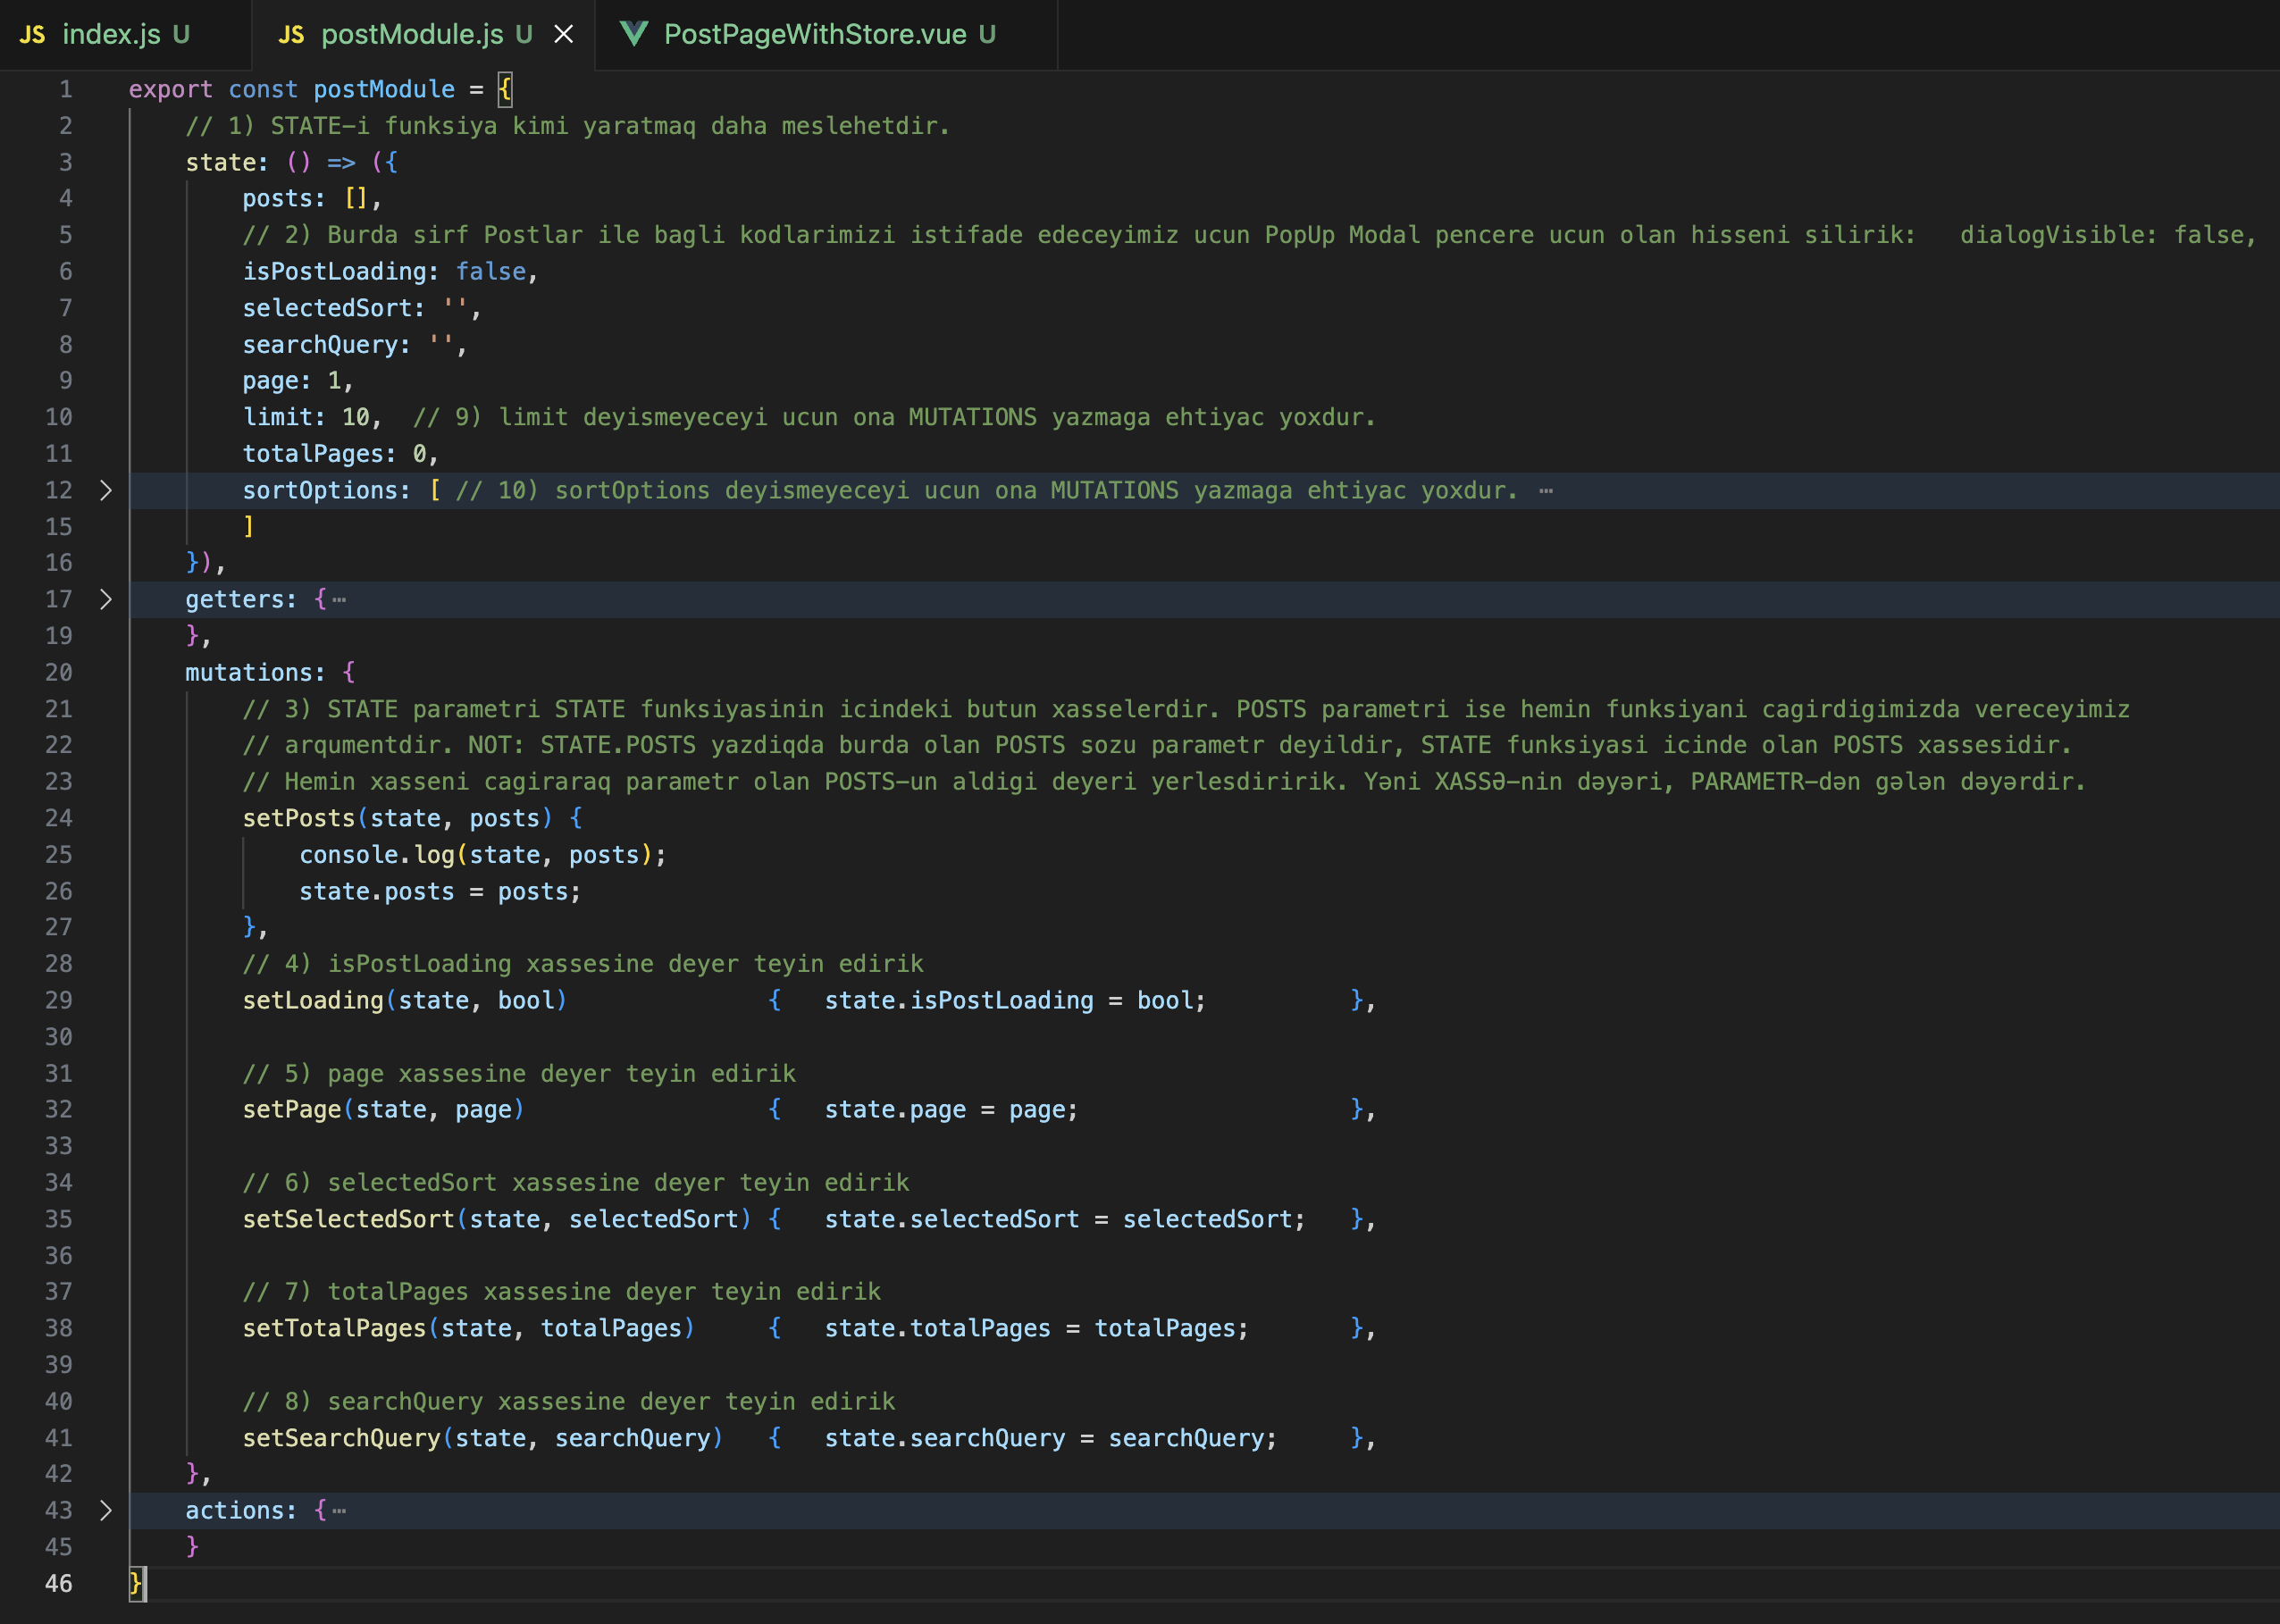 JS index.js U JS postModule.js U × PostPageWithStore.vue U
1 export const postModule = {
2 // 1) STATE-i funksiya kimi yaratmaq daha meslehetdir.
3 state: () => ({
4 posts: [],
5 // 2) Burda sirf Postlar ile bagli kodlarimizi istifade edeceyimiz ucun PopUp Modal pencere ucun olan hisseni silirik:   dialogVisible: false,
6 isPostLoading: false,
7 selectedSort: '',
8 searchQuery: '',
9 page: 1,
10 limit: 10,  // 9) limit deyismeyeceyi ucun ona MUTATIONS yazmaga ehtiyac yoxdur.
11 totalPages: 0,
12 > sortOptions: [ // 10) sortOptions deyismeyeceyi ucun ona MUTATIONS yazmaga ehtiyac yoxdur. ⋯
15 ]
16 }),
17 > getters: { ⋯
19 },
20 mutations: {
21 // 3) STATE parametri STATE funksiyasinin icindeki butun xasselerdir. POSTS parametri ise hemin funksiyani cagirdigimizda vereceyimiz
22 // arqumentdir. NOT: STATE.POSTS yazdiqda burda olan POSTS sozu parametr deyildir, STATE funksiyasi icinde olan POSTS xassesidir.
23 // Hemin xasseni cagiraraq parametr olan POSTS-un aldigi deyeri yerlesdiririk. Yəni XASSƏ-nin dəyəri, PARAMETR-dən gələn dəyərdir.
24 setPosts(state, posts) {
25 console.log(state, posts);
26 state.posts = posts;
27 },
28 // 4) isPostLoading xassesine deyer teyin edirik
29 setLoading(state, bool) { state.isPostLoading = bool; },
30
31 // 5) page xassesine deyer teyin edirik
32 setPage(state, page) { state.page = page; },
33
34 // 6) selectedSort xassesine deyer teyin edirik
35 setSelectedSort(state, selectedSort) { state.selectedSort = selectedSort; },
36
37 // 7) totalPages xassesine deyer teyin edirik
38 setTotalPages(state, totalPages) { state.totalPages = totalPages; },
39
40 // 8) searchQuery xassesine deyer teyin edirik
41 setSearchQuery(state, searchQuery) { state.searchQuery = searchQuery; },
42 },
43 > actions: { ⋯
45 }
46 }